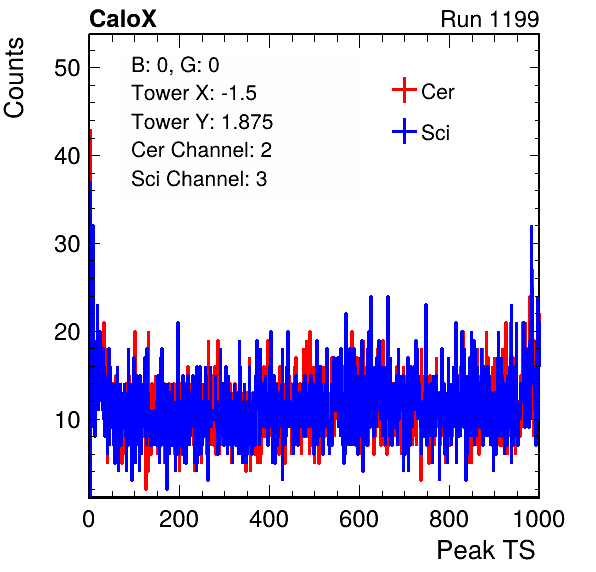 CaloX Run 1199
Counts
B: 0, G: 0
Tower X: -1.5
Tower Y: 1.875
Cer Channel: 2
Sci Channel: 3
Cer
Sci
50
40
30
20
10
0 200 400 600 800 1000
Peak TS